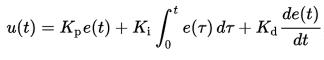 u(t) = K_p e(t) + K_i ∫_0^t e(τ) dτ + K_d de(t)/dt